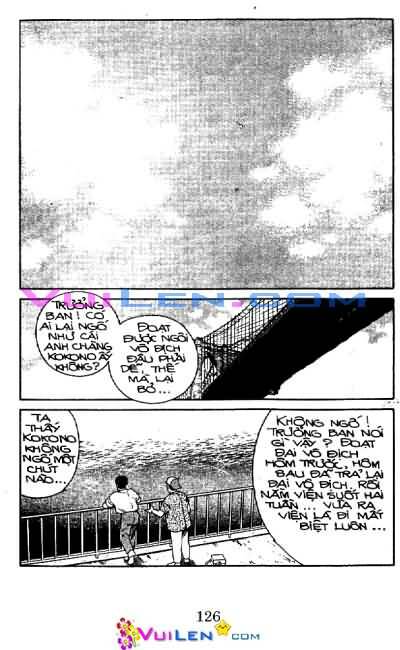 TRƯỞNG
BAN! CÓ
AI LẠI NGỐ
NHƯ CÁI
ANH CHÀNG
KOKONO ẤY
KHÔNG?
ĐOẠT
ĐƯỢC NGÔI
VÔ ĐỊCH
ĐÂU PHẢI
DỄ, THẾ
MÀ LẠI
BỎ...
VuiLen.com
KHÔNG NGỐ!
TRƯỞNG BAN NÓI
GÌ VẬY? ĐOẠT
ĐAI VÔ ĐỊCH
HÔM TRƯỚC, HÔM
SAU ĐÃ TRẢ LẠI
ĐAI VÔ ĐỊCH. RỒI
NẰM VIỆN SUỐT HAI
TUẦN... VỪA RA
VIỆN LÀ ĐI MẤT
BIỆT LUÔN...
TA
THẤY
KOKONO
KHÔNG
NGỐ MỘT
CHÚT
NÀO...
126
VuiLen.com